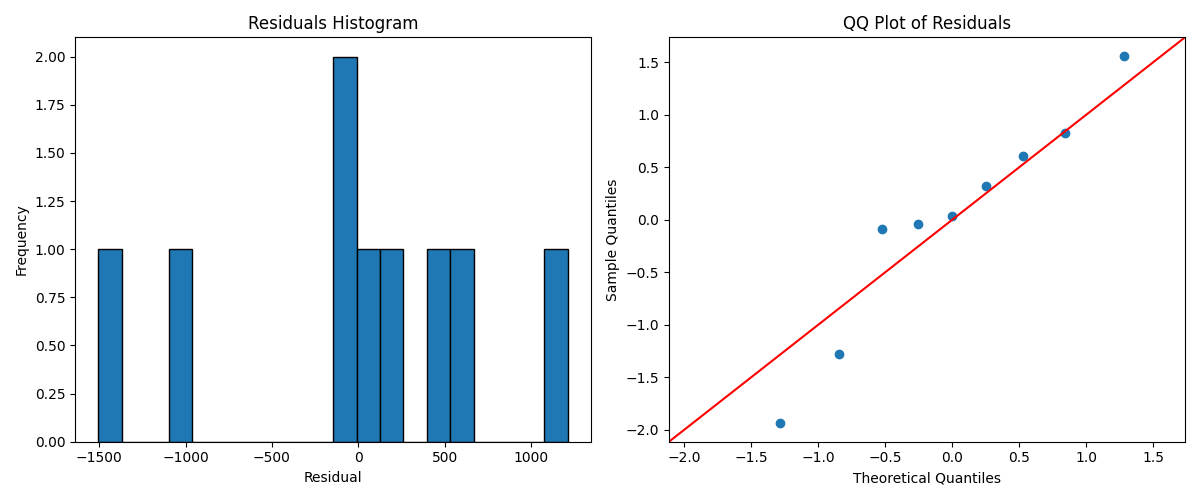 Residuals Histogram
2.00
1.75
1.50
1.25
1.00
0.75
0.50
0.25
0.00
Frequency
−1500 −1000 −500 0 500 1000
Residual
QQ Plot of Residuals
1.5
1.0
0.5
0.0
−0.5
−1.0
−1.5
−2.0
Sample Quantiles
−2.0 −1.5 −1.0 −0.5 0.0 0.5 1.0 1.5
Theoretical Quantiles